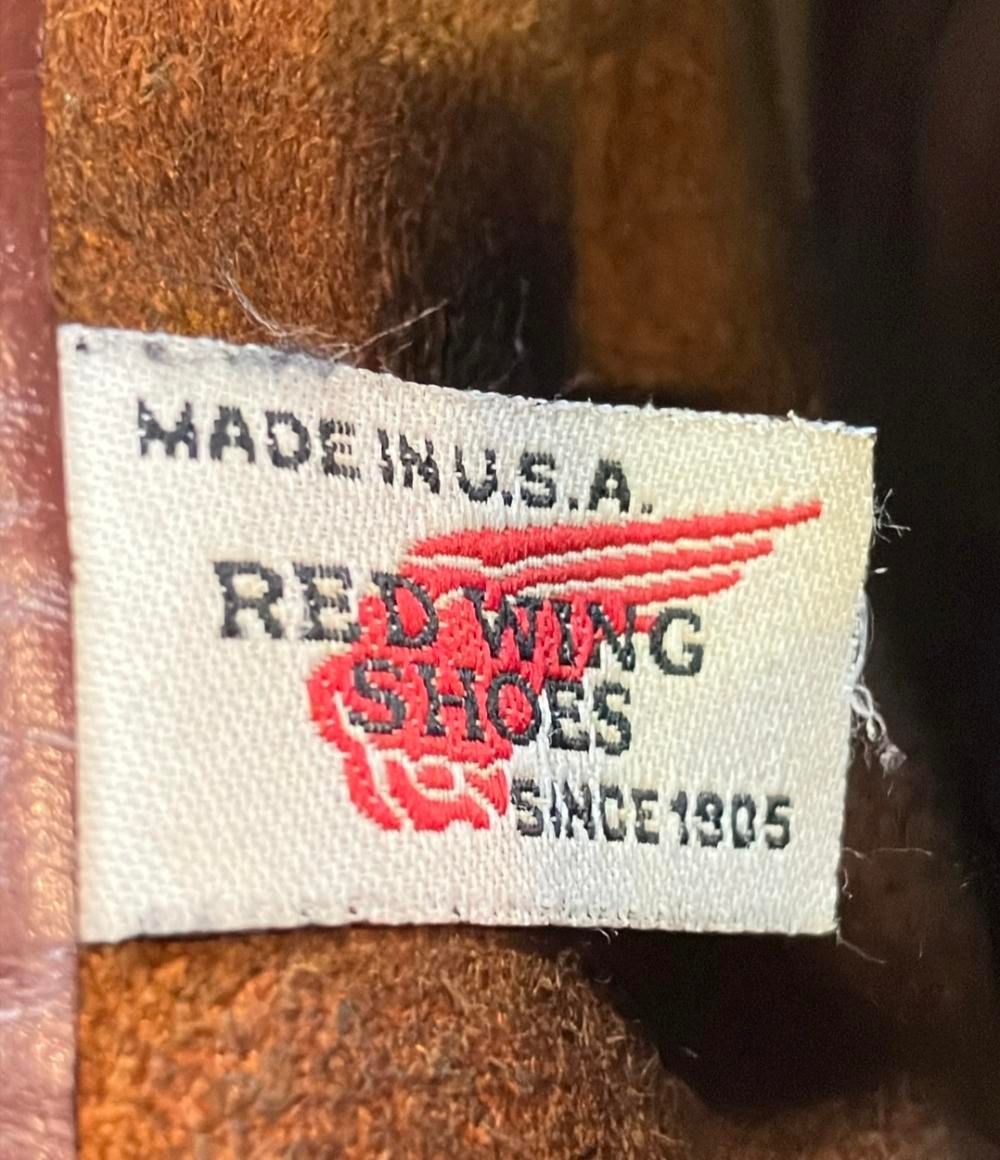 MADE IN U.S.A.
RED WING
SHOES
SINCE 1905